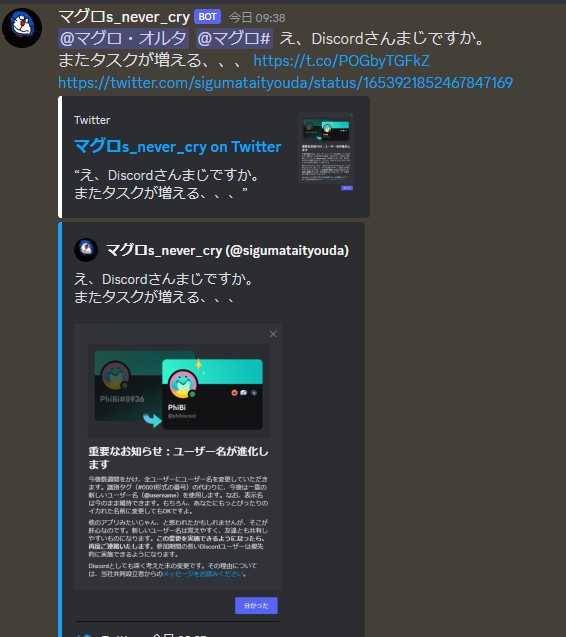 マグロs_never_cry BOT 今日 09:38
@マグロ・オルタ @マグロ# え、Discordさんまじですか。
またタスクが増える、、、 https://t.co/POGbyTGFkZ
https://twitter.com/sigumataityouda/status/1653921852467847169
Twitter
マグロs_never_cry on Twitter
“え、Discordさんまじですか。
またタスクが増える、、、”
マグロs_never_cry (@sigumataityouda)
え、Discordさんまじですか。
またタスクが増える、、、
PhiBi#8936
PhiBi
@phibiscool
重要なお知らせ：ユーザー名が進化し
ます
今後数週間をかけ、全ユーザーにユーザー名を変更していただき
ます。識別タグ（#0001形式の番号）の代わりに、今後は一意の
新しいユーザー名（@username）を使用します。なお、表示名
は今のまま維持できます。もちろん、あなたにもっとぴったりの
イカれた名前に変更してもOKですよ。
他のアプリみたいじゃん、と思われたかもしれませんが、そこが
肝心なのです。新しいユーザー名は覚えやすく、友達とも共有し
やすいものになります。この変更を実施できるようになったら、
再度ご連絡いたします。参加期間の長いDiscordユーザーは優先
的に実施できるようになります。
Discordとしても深く考えた末の変更です。その理由について
は、当社共同設立者からのメッセージをお読みください。
分かった